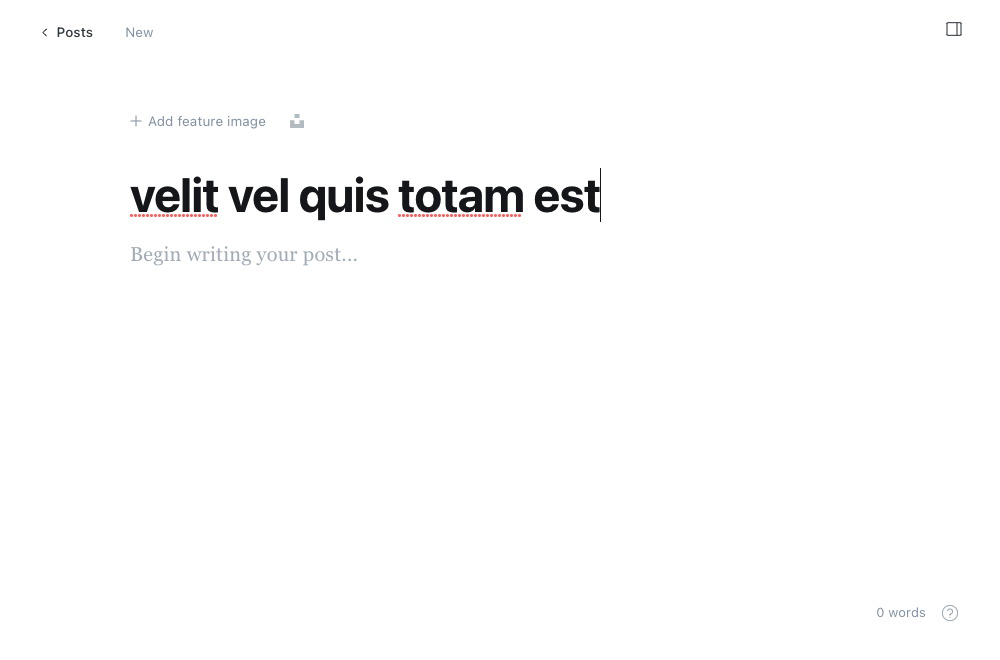 Posts New
Add feature image
velit vel quis totam est
Begin writing your post...
0 words